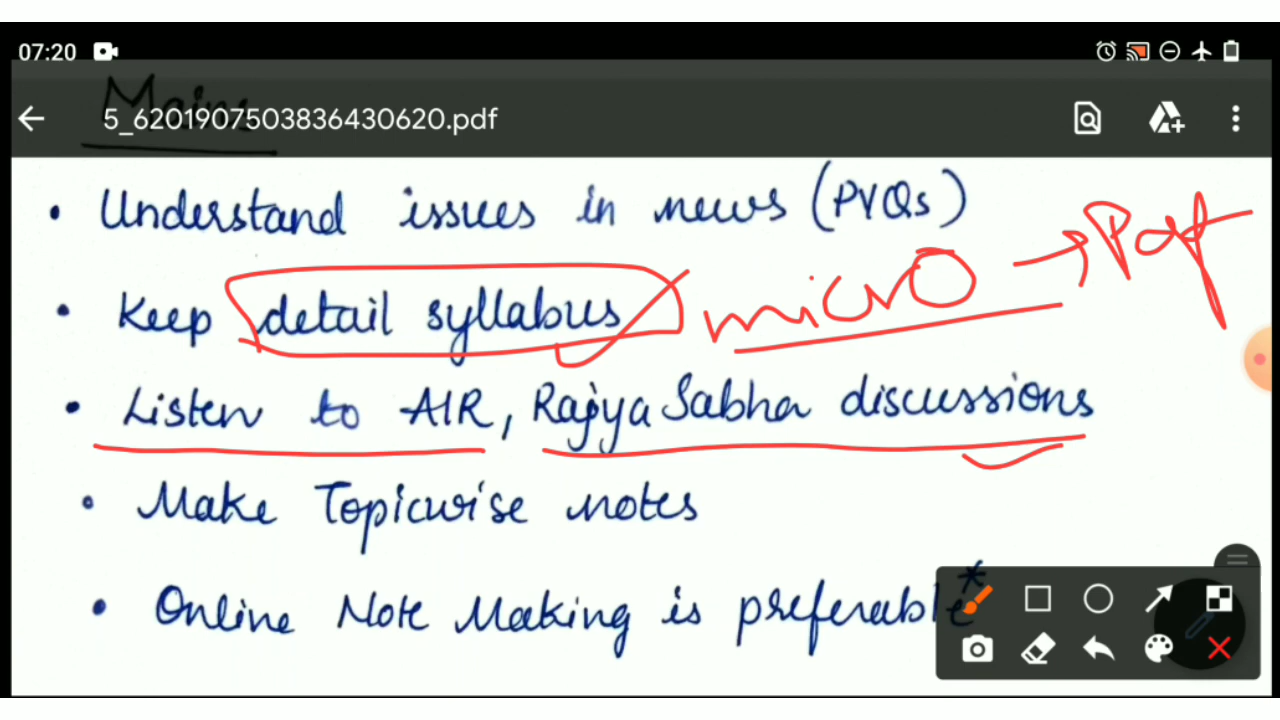 07:20
Mains
5_6201907503836430620.pdf
• Understand issues in news (PYQs)
• Keep detail syllabus micro →
• Listen to AIR, Rajya Sabha discussions
• Make Topicwise notes
• Online Note Making is preferable*